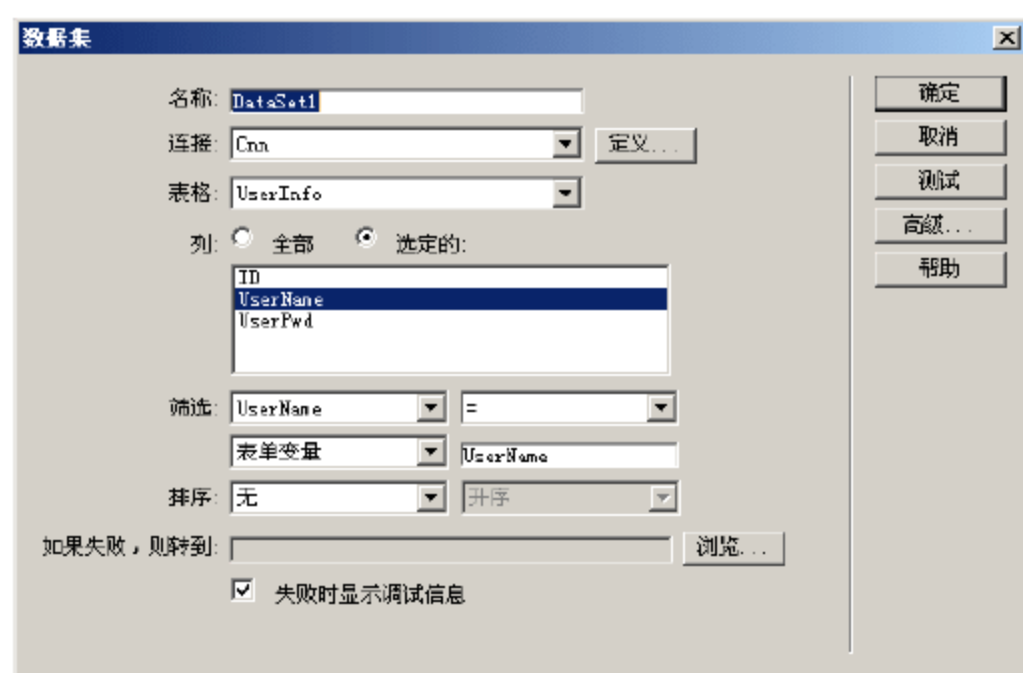 数据集
名称: DataSet1
确定
连接: Cnn 定义...
取消
表格: UserInfo
测试
列: 全部 选定的:
高级...
ID
帮助
UserName
UserPwd
筛选: UserName =
表单变量 UserName
排序: 无 升序
如果失败，则转到: 浏览...
失败时显示调试信息